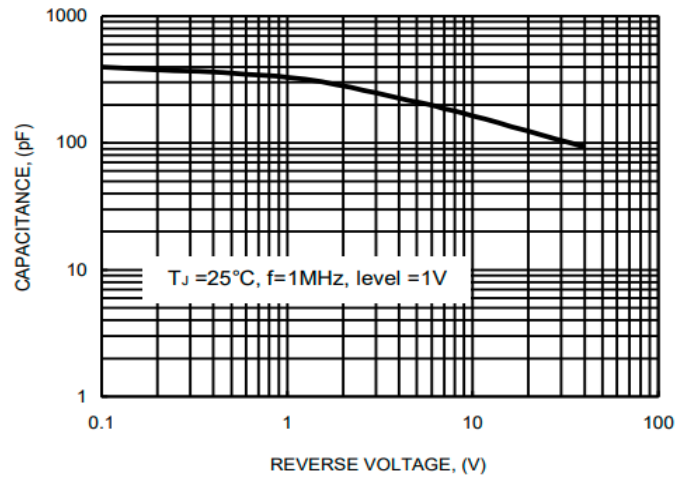 1000
100
10
1
CAPACITANCE, (pF)
TJ =25°C, f=1MHz, level =1V
0.1
1
10
100
REVERSE VOLTAGE, (V)